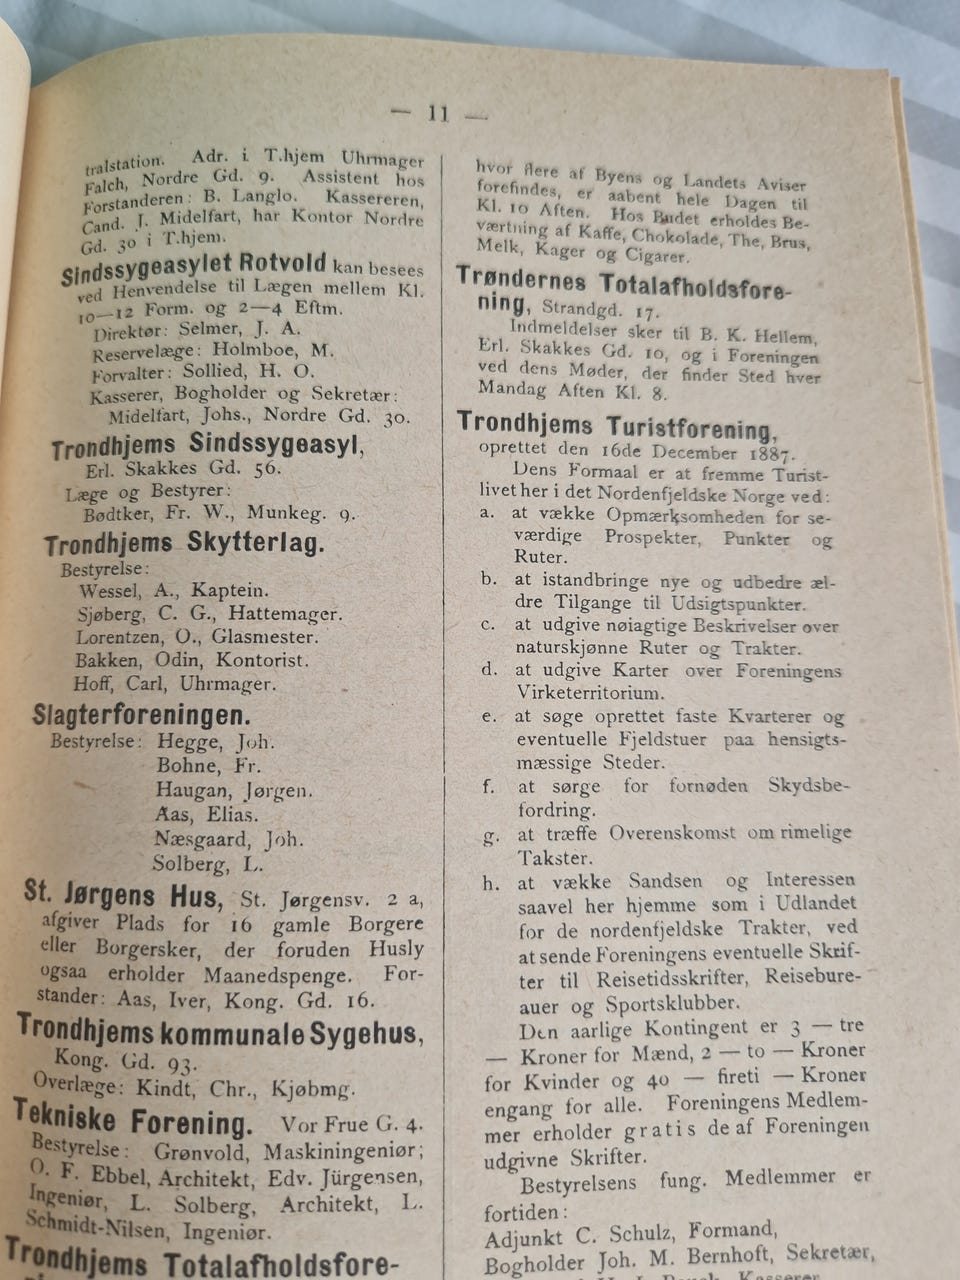 — 11 —
tralstation. Adr. i T.hjem Uhrmager
Falch, Nordre Gd. 9. Assistent hos
Forstanderen: B. Langlo. Kassereren,
Cand. J. Midelfart, har Kontor Nordre
Gd. 30 i T.hjem.
Sindssygeasylet Rotvold kan besees
ved Henvendelse til Lægen mellem Kl.
10—12 Form. og 2—4 Eftm.
Direktør: Selmer, J. A.
Reservelæge: Holmboe, M.
Forvalter: Sollied, H. O.
Kasserer, Bogholder og Sekretær:
Midelfart, Johs., Nordre Gd. 30.
Trondhjems Sindssygeasyl,
Erl. Skakkes Gd. 56.
Læge og Bestyrer:
Bødtker, Fr. W., Munkeg. 9.
Trondhjems Skytterlag.
Bestyrelse:
Wessel, A., Kaptein.
Sjøberg, C. G., Hattemager.
Lorentzen, O., Glasmester.
Bakken, Odin, Kontorist.
Hoff, Carl, Uhrmager.
Slagterforeningen.
Bestyrelse: Hegge, Joh.
Bohne, Fr.
Haugan, Jørgen.
Aas, Elias.
Næsgaard, Joh.
Solberg, L.
St. Jørgens Hus, St. Jørgensv. 2 a,
afgiver Plads for 16 gamle Borgere
eller Borgersker, der foruden Husly
ogsaa erholder Maanedspenge. For-
stander: Aas, Iver, Kong. Gd. 16.
Trondhjems kommunale Sygehus,
Kong. Gd. 93.
Overlæge: Kindt, Chr., Kjøbmg.
Tekniske Forening. Vor Frue G. 4.
Bestyrelse: Grønvold, Maskiningeniør;
O. F. Ebbel, Architekt, Edv. Jürgensen,
Ingeniør, L. Solberg, Architekt, L.
Schmidt-Nilsen, Ingeniør.
Trondhjems Totalafholdsfore-
hvor flere af Byens og Landets Aviser
forefindes, er aabent hele Dagen til
Kl. 10 Aften. Hos Budet erholdes Be-
værtning af Kaffe, Chokolade, The, Brus,
Melk, Kager og Cigarer.
Trøndernes Totalafholdsfore-
ning, Strandgd. 17.
Indmeldelser sker til B. K. Hellem,
Erl. Skakkes Gd. 10, og i Foreningen
ved dens Møder, der finder Sted hver
Mandag Aften Kl. 8.
Trondhjems Turistforening,
oprettet den 16de December 1887.
Dens Formaal er at fremme Turist-
livet her i det Nordenfjeldske Norge ved:
a. at vække Opmærksomheden for se-
værdige Prospekter, Punkter og
Ruter.
b. at istandbringe nye og udbedre æl-
dre Tilgange til Udsigtspunkter.
c. at udgive nøiagtige Beskrivelser over
naturskjønne Ruter og Trakter.
d. at udgive Karter over Foreningens
Virketerritorium.
e. at søge oprettet faste Kvarterer og
eventuelle Fjeldstuer paa hensigts-
mæssige Steder.
f. at sørge for fornøden Skydsbe-
fordring.
g. at træffe Overenskomst om rimelige
Takster.
h. at vække Sandsen og Interessen
saavel her hjemme som i Udlandet
for de nordenfjeldske Trakter, ved
at sende Foreningens eventuelle Skrif-
ter til Reisetidsskrifter, Reisebure-
auer og Sportsklubber.
Den aarlige Kontingent er 3 — tre
— Kroner for Mænd, 2 — to — Kroner
for Kvinder og 40 — fireti — Kroner
engang for alle. Foreningens Medlem-
mer erholder gratis de af Foreningen
udgivne Skrifter.
Bestyrelsens fung. Medlemmer er
fortiden:
Adjunkt C. Schulz, Formand,
Bogholder Joh. M. Bernhoft, Sekretær,
Kasserer